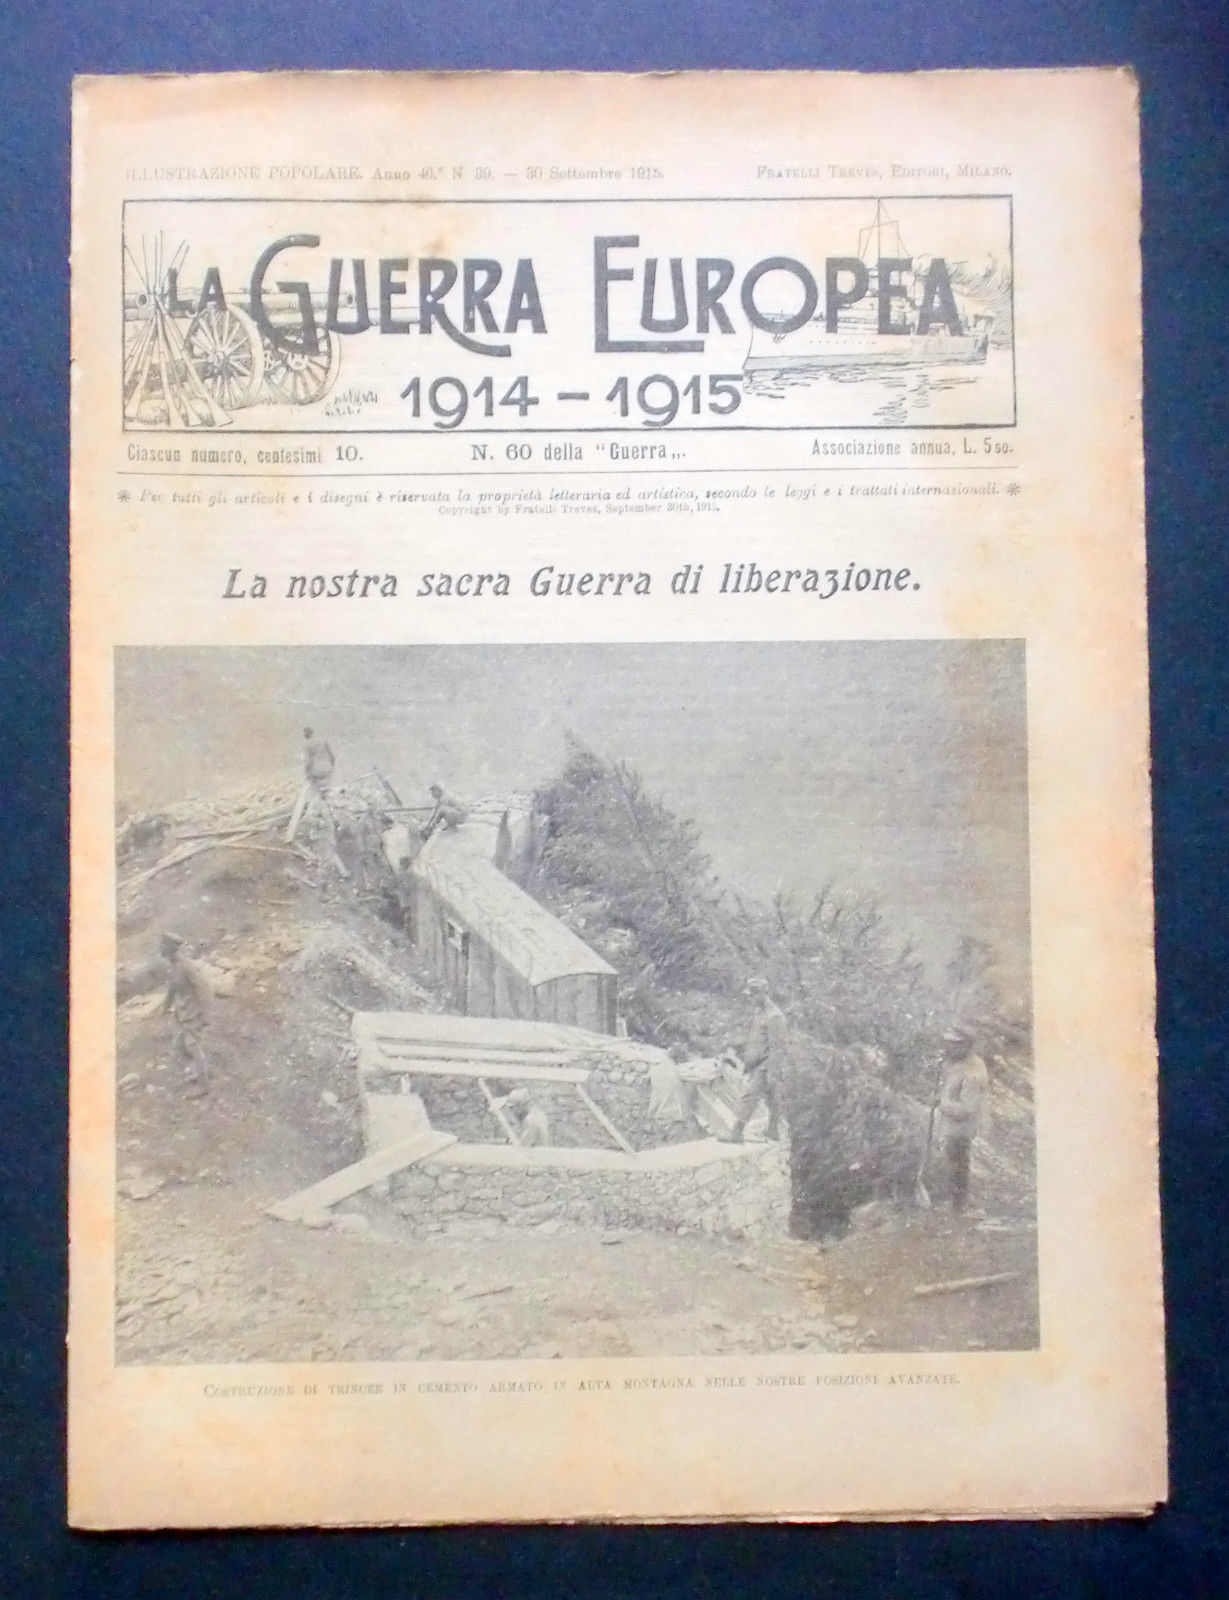 ILLUSTRAZIONE POPOLARE. Anno 46.° N 39. — 30 Settembre 1915. FRATELLI TREVES, EDITORI, MILANO.
LA GUERRA EUROPEA
1914-1915
Ciascun numero, centesimi 10. N. 60 della "Guerra„. Associazione annua, L. 5 50.
* Per tutti gli articoli e i disegni è riservata la proprietà letteraria ed artistica, secondo le leggi e i trattati internazionali. *
Copyright by Fratelli Treves, September 30th, 1915.
La nostra sacra Guerra di liberazione.
COSTRUZIONE DI TRINCEE IN CEMENTO ARMATO IN ALTA MONTAGNA NELLE NOSTRE POSIZIONI AVANZATE.